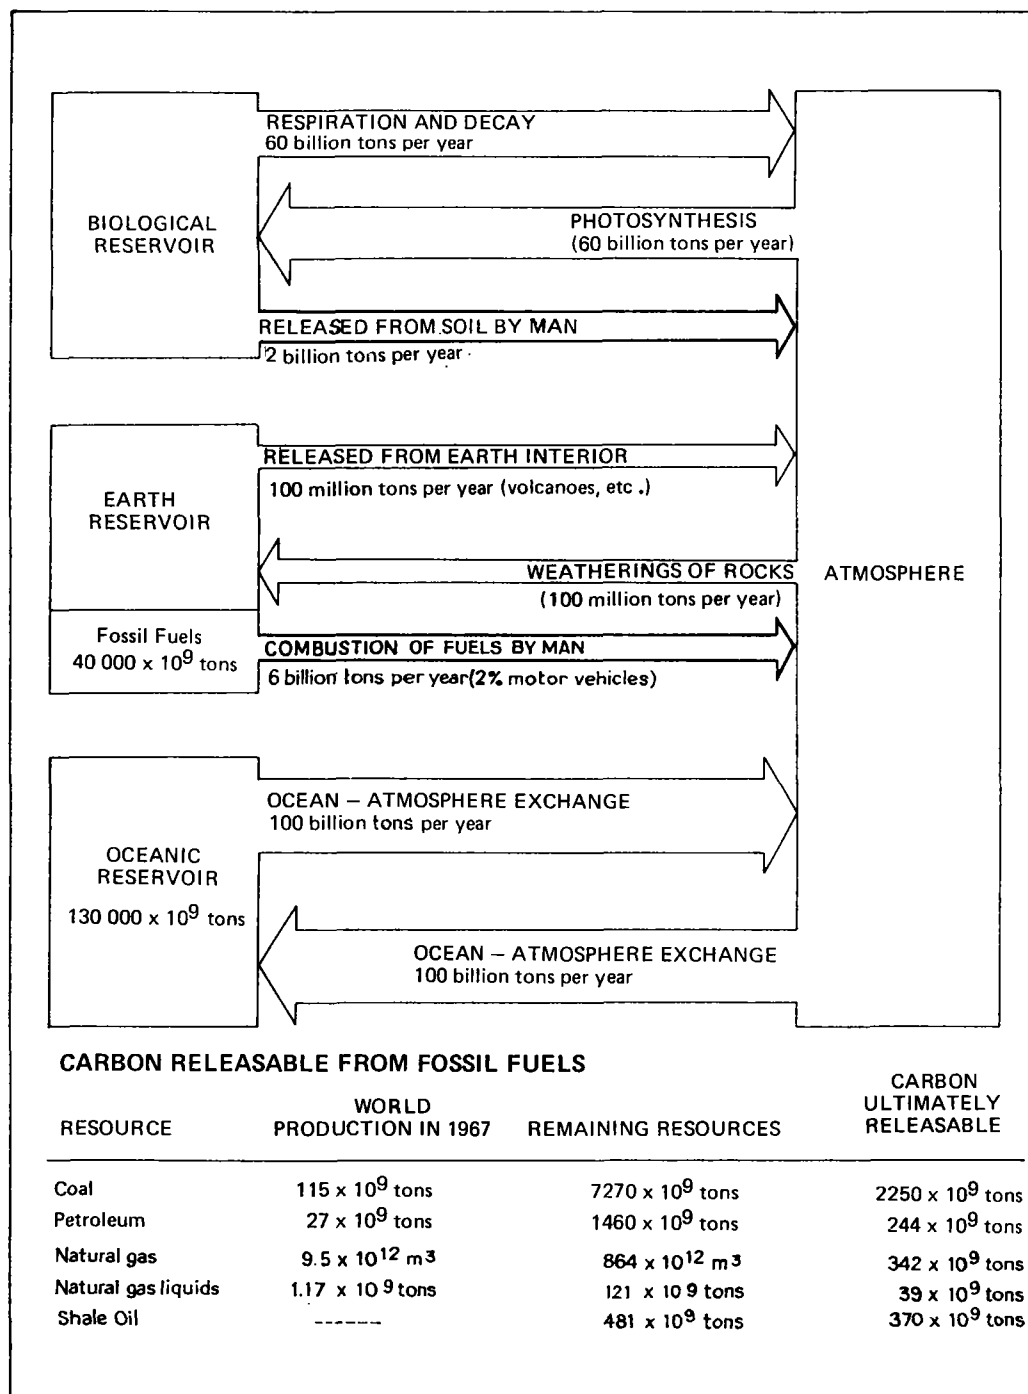 RESPIRATION AND DECAY
60 billion tons per year
BIOLOGICAL
RESERVOIR
PHOTOSYNTHESIS
(60 billion tons per year)
RELEASED FROM SOIL BY MAN
2 billion tons per year
RELEASED FROM EARTH INTERIOR
100 million tons per year (volcanoes, etc.)
EARTH
RESERVOIR
WEATHERINGS OF ROCKS
(100 million tons per year)
ATMOSPHERE
Fossil Fuels
40 000 x 10⁹ tons
COMBUSTION OF FUELS BY MAN
6 billion tons per year(2% motor vehicles)
OCEAN – ATMOSPHERE EXCHANGE
100 billion tons per year
OCEANIC
RESERVOIR
130 000 x 10⁹ tons
OCEAN – ATMOSPHERE EXCHANGE
100 billion tons per year
CARBON RELEASABLE FROM FOSSIL FUELS
RESOURCE WORLD PRODUCTION IN 1967 REMAINING RESOURCES CARBON ULTIMATELY RELEASABLE
Coal 115 x 10⁹ tons 7270 x 10⁹ tons 2250 x 10⁹ tons
Petroleum 27 x 10⁹ tons 1460 x 10⁹ tons 244 x 10⁹ tons
Natural gas 9.5 x 10¹² m³ 864 x 10¹² m³ 342 x 10⁹ tons
Natural gas liquids 1.17 x 10⁹ tons 121 x 10⁹ tons 39 x 10⁹ tons
Shale Oil ------ 481 x 10⁹ tons 370 x 10⁹ tons